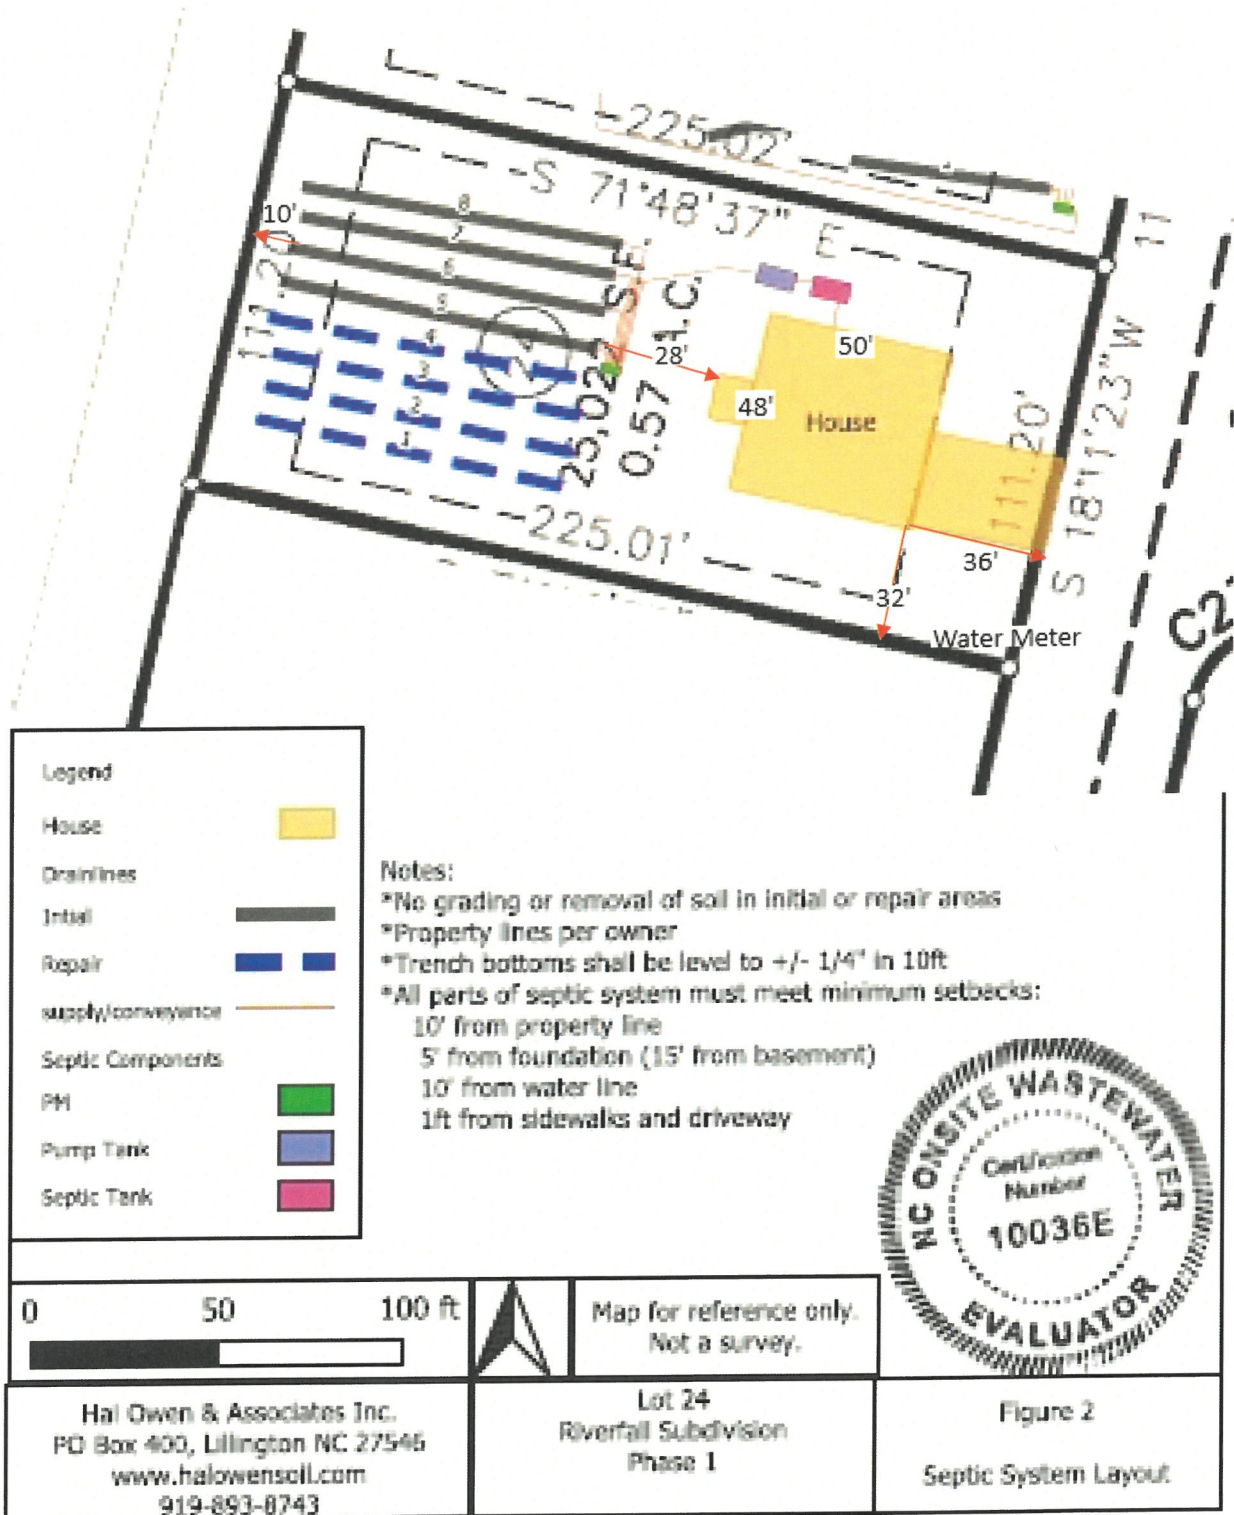 225.02'
S 71°48'37" E
11
10'
8
7
6
5
4
3
2
1
24
S.F.
A.C.
25,02
0.57
111.20
28'
50'
48'
House
111.20'
S 18°11'23" W
36'
32'
225.01'
Water Meter
C2
Legend
House
Drainlines
Intial
Repair
supply/conveyance
Septic Components
PM
Pump Tank
Septic Tank
Notes:
*No grading or removal of soil in initial or repair areas
*Property lines per owner
*Trench bottoms shall be level to +/- 1/4" in 10ft
*All parts of septic system must meet minimum setbacks:
10' from property line
5' from foundation (15' from basement)
10' from water line
1ft from sidewalks and driveway
NC ONSITE WASTEWATER
Certification
Number
10036E
EVALUATOR
0 50 100 ft
Map for reference only.
Not a survey.
Hal Owen & Associates Inc.
PO Box 400, Lillington NC 27546
www.halowensoil.com
919-893-8743
Lot 24
Riverfall Subdivision
Phase 1
Figure 2
Septic System Layout